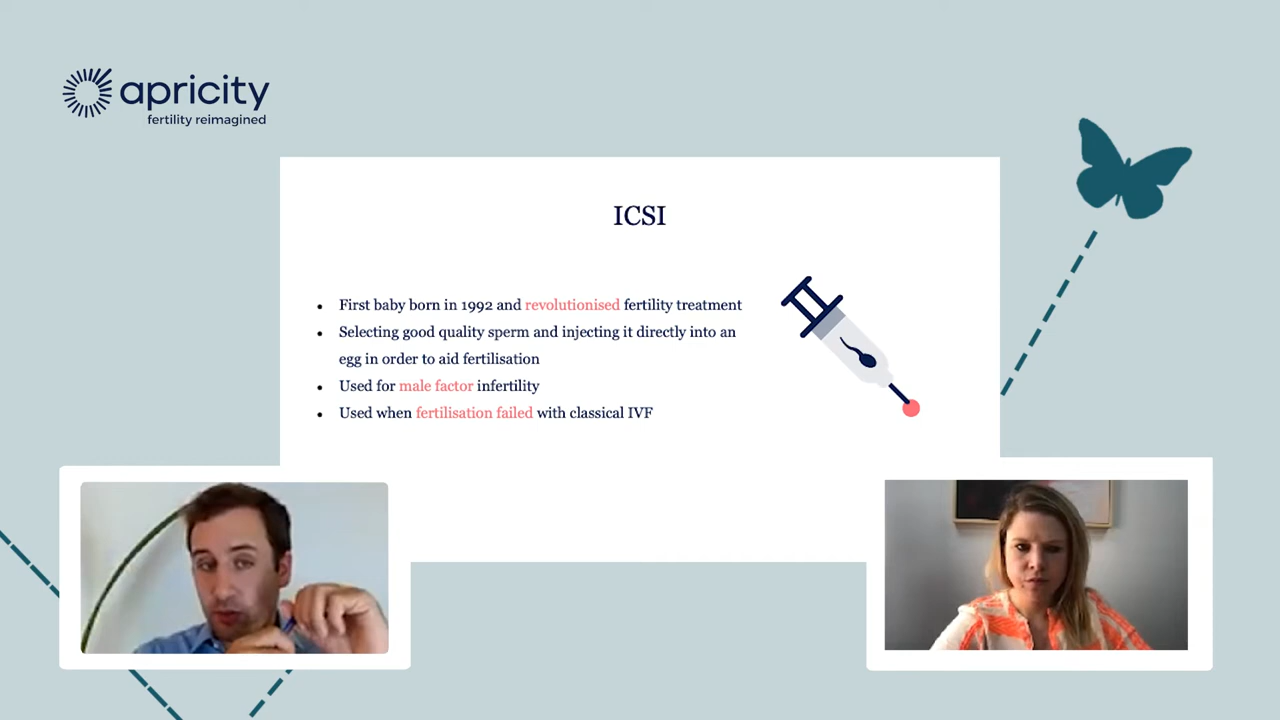 apricity
fertility reimagined
ICSI
• First baby born in 1992 and revolutionised fertility treatment
• Selecting good quality sperm and injecting it directly into an
egg in order to aid fertilisation
• Used for male factor infertility
• Used when fertilisation failed with classical IVF